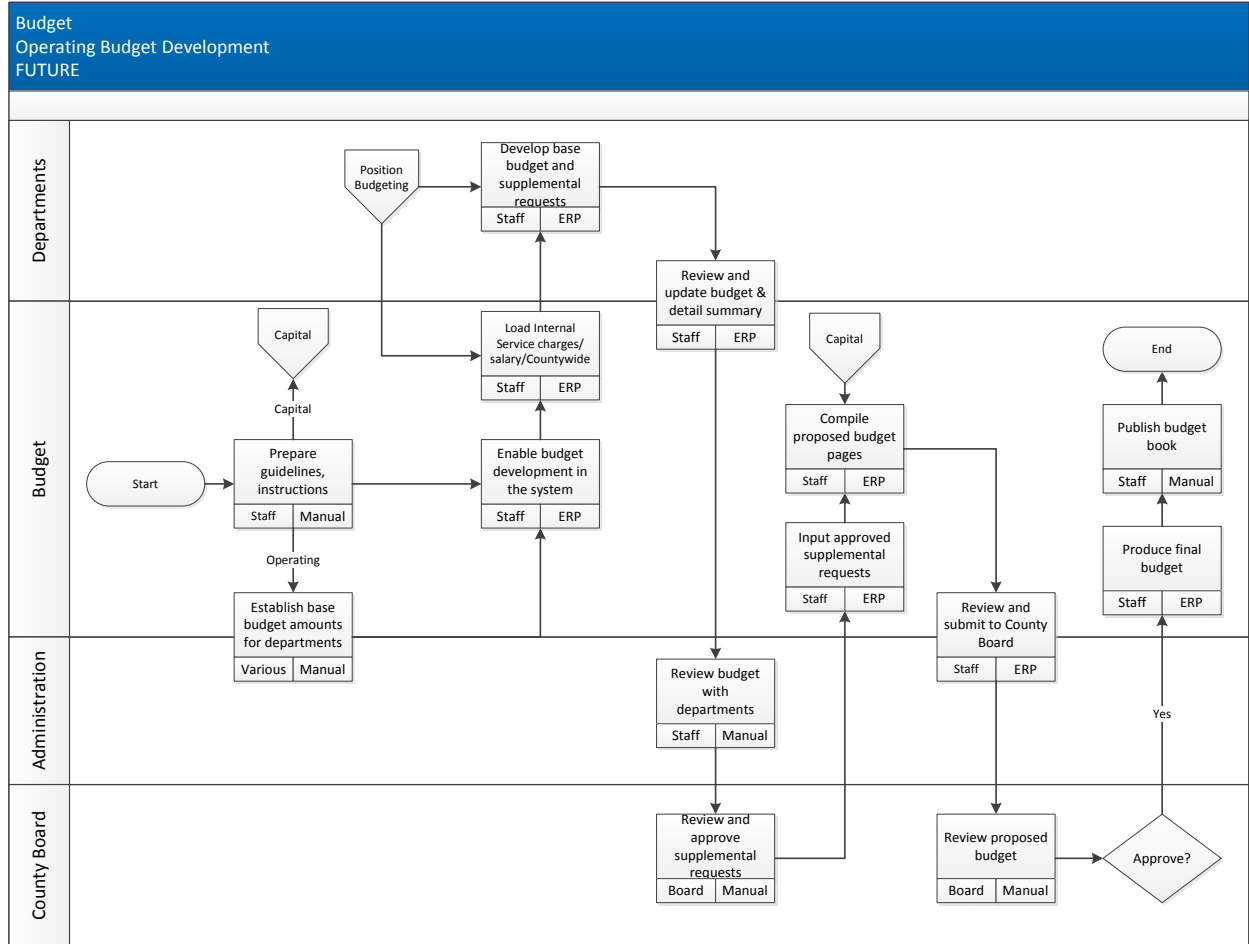 Budget
Operating Budget Development
FUTURE
Departments
Position
Budgeting
Develop base
budget and
supplemental
requests
Staff ERP
Review and
update budget &
detail summary
Staff ERP
Budget
Capital
Capital
Start
Prepare
guidelines,
instructions
Staff Manual
Operating
Establish base
budget amounts
for departments
Various Manual
Load Internal
Service charges/
salary/Countywide
Staff ERP
Enable budget
development in
the system
Staff ERP
Capital
Compile
proposed budget
pages
Staff ERP
Input approved
supplemental
requests
Staff ERP
Review and
submit to County
Board
Staff ERP
End
Publish budget
book
Staff Manual
Produce final
budget
Staff ERP
Administration
Review budget
with
departments
Staff Manual
Yes
County Board
Review and
approve
supplemental
requests
Board Manual
Review proposed
budget
Board Manual
Approve?